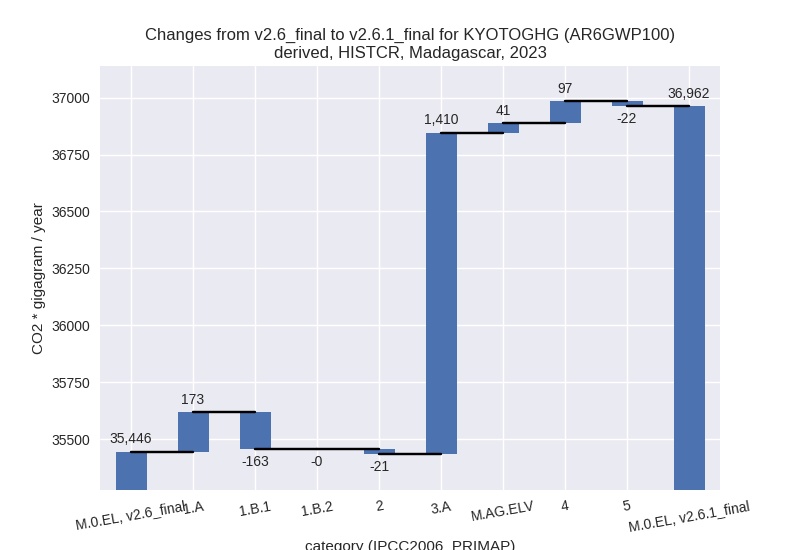 Changes from v2.6_final to v2.6.1_final for KYOTOGHG (AR6GWP100)
derived, HISTCR, Madagascar, 2023
CO2 * gigagram / year
37000
36750
36500
36250
36000
35750
35500
35,446
173
-163
-0
-21
1,410
41
97
-22
36,962
M.0.EL, v2.6_final
1.A
1.B.1
1.B.2
2
3.A
M.AG.ELV
4
5
M.0.EL, v2.6.1_final
category (IPCC2006_PRIMAP)